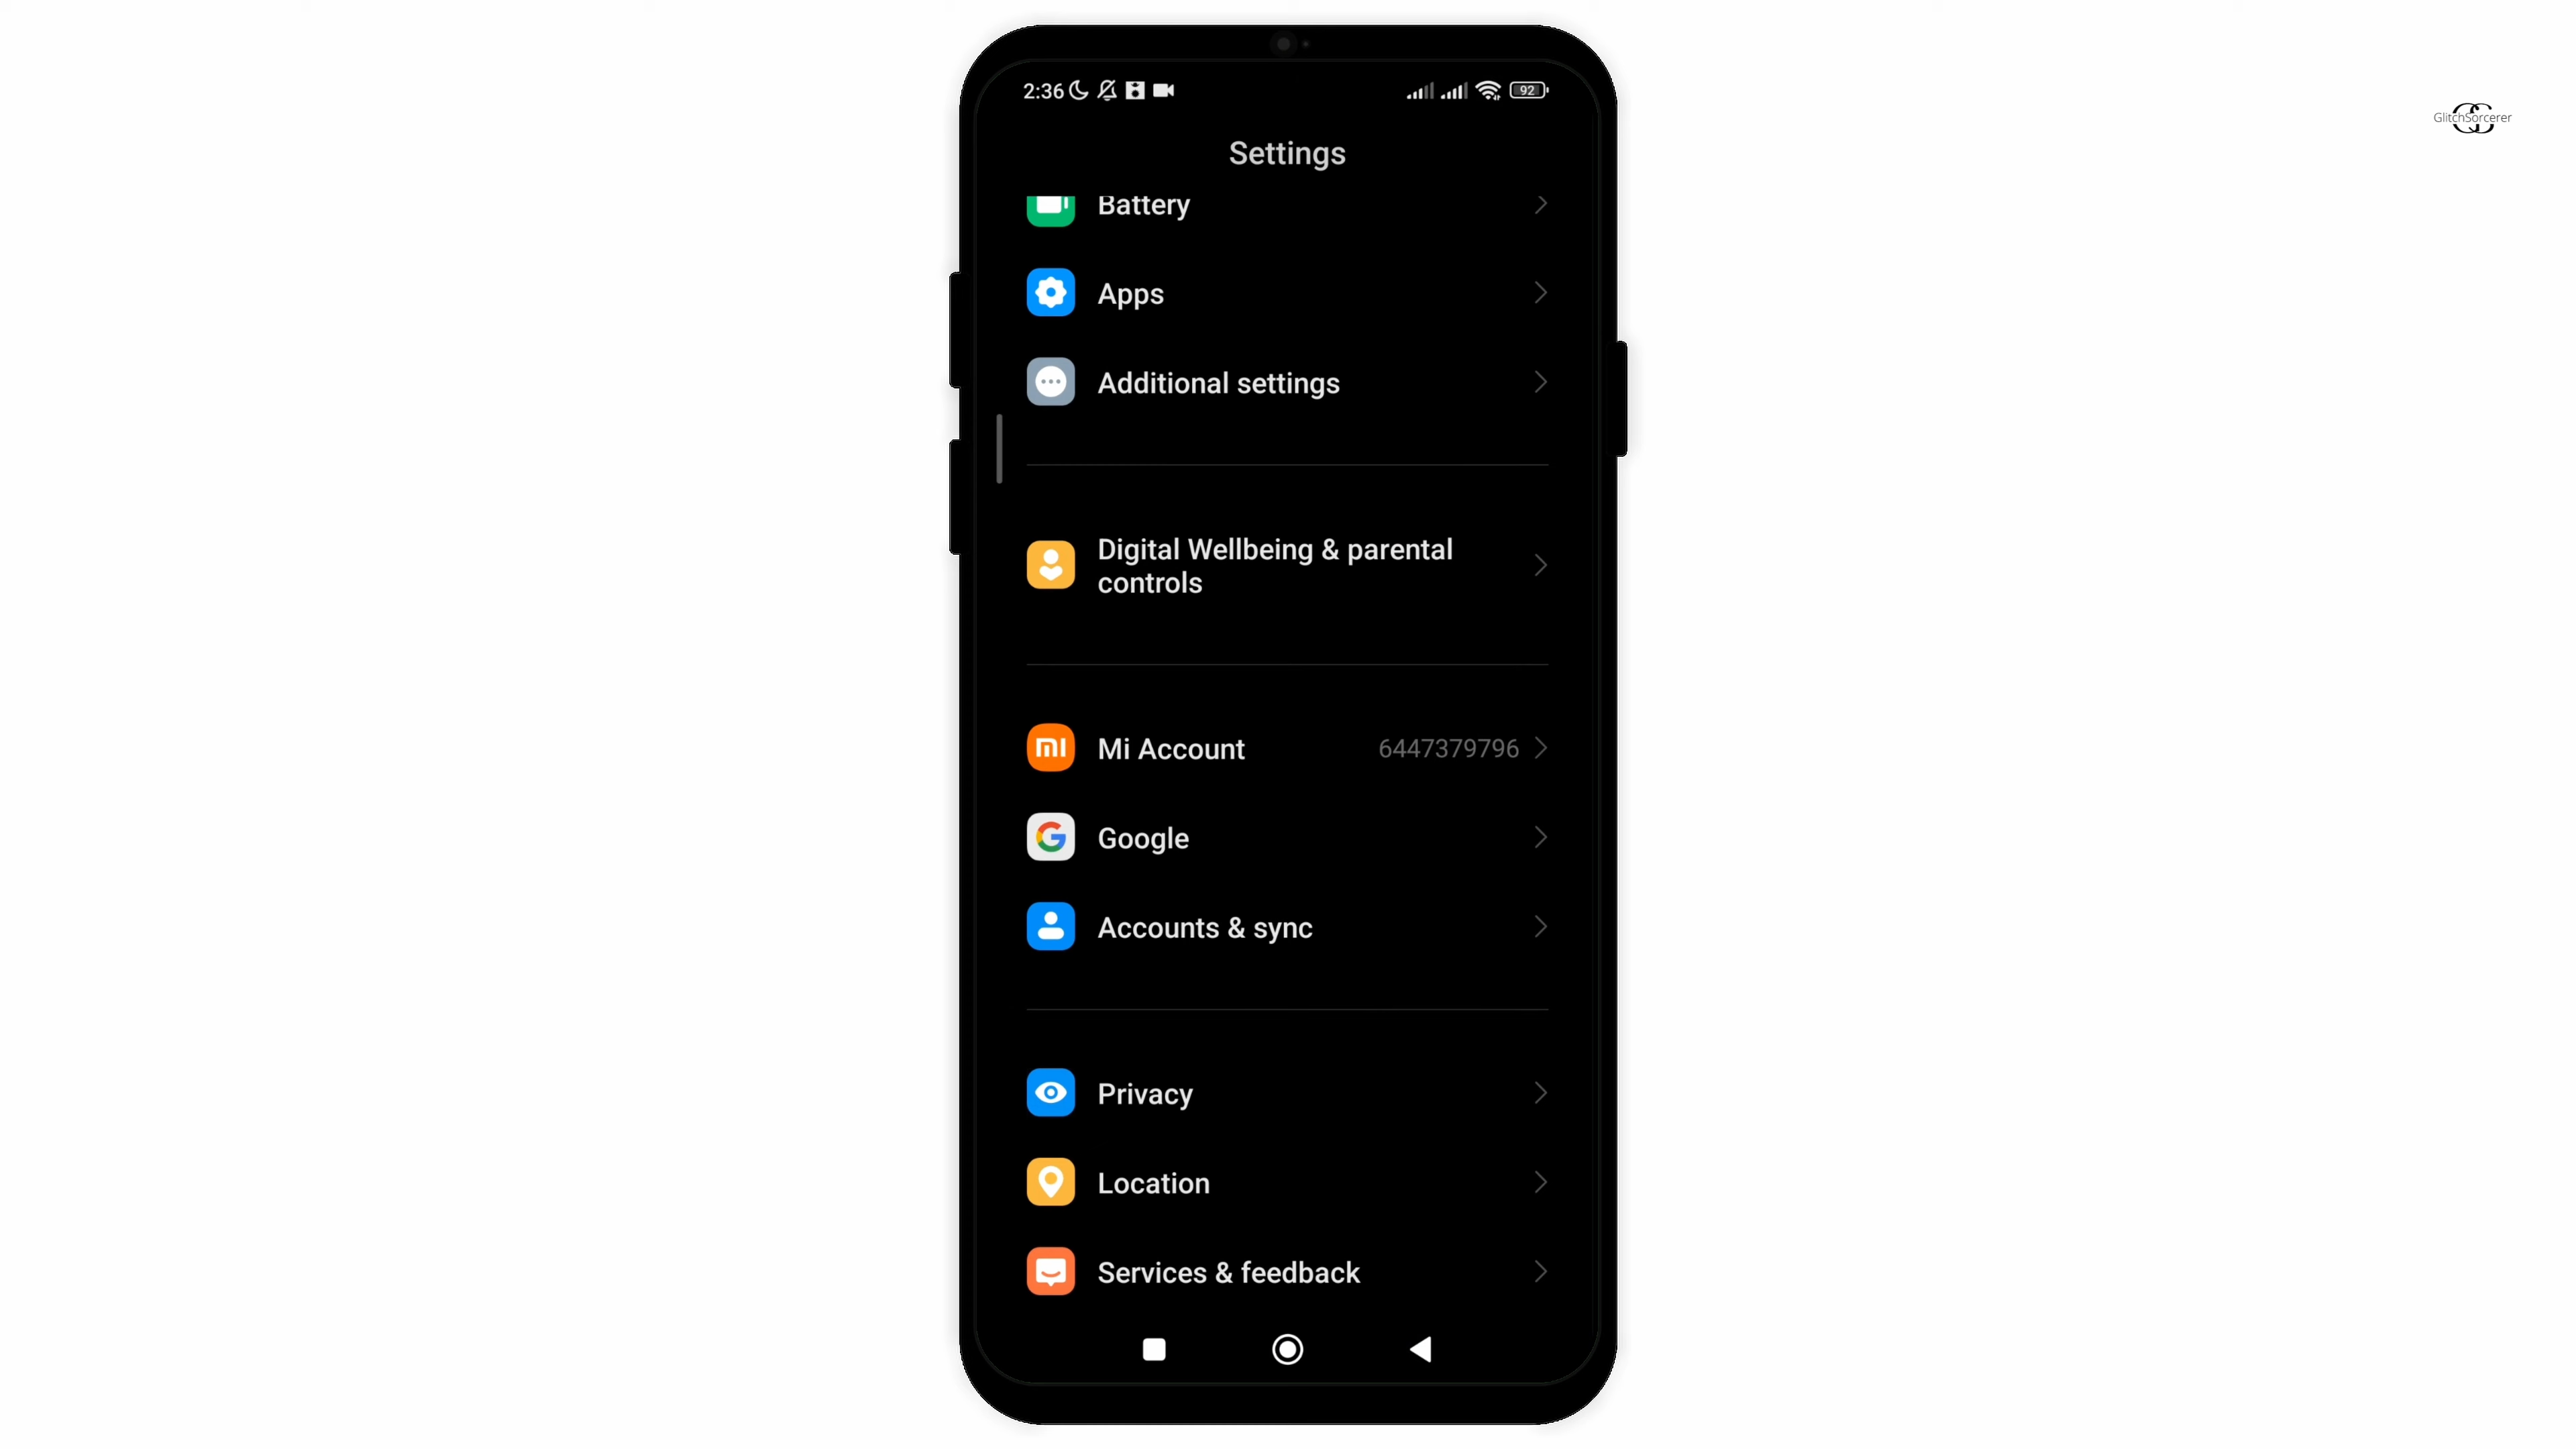 2:36
92
GlitchSorcerer
Settings
Battery
Apps
Additional settings
Digital Wellbeing & parental
controls
Mi Account 6447379796
Google
Accounts & sync
Privacy
Location
Services & feedback